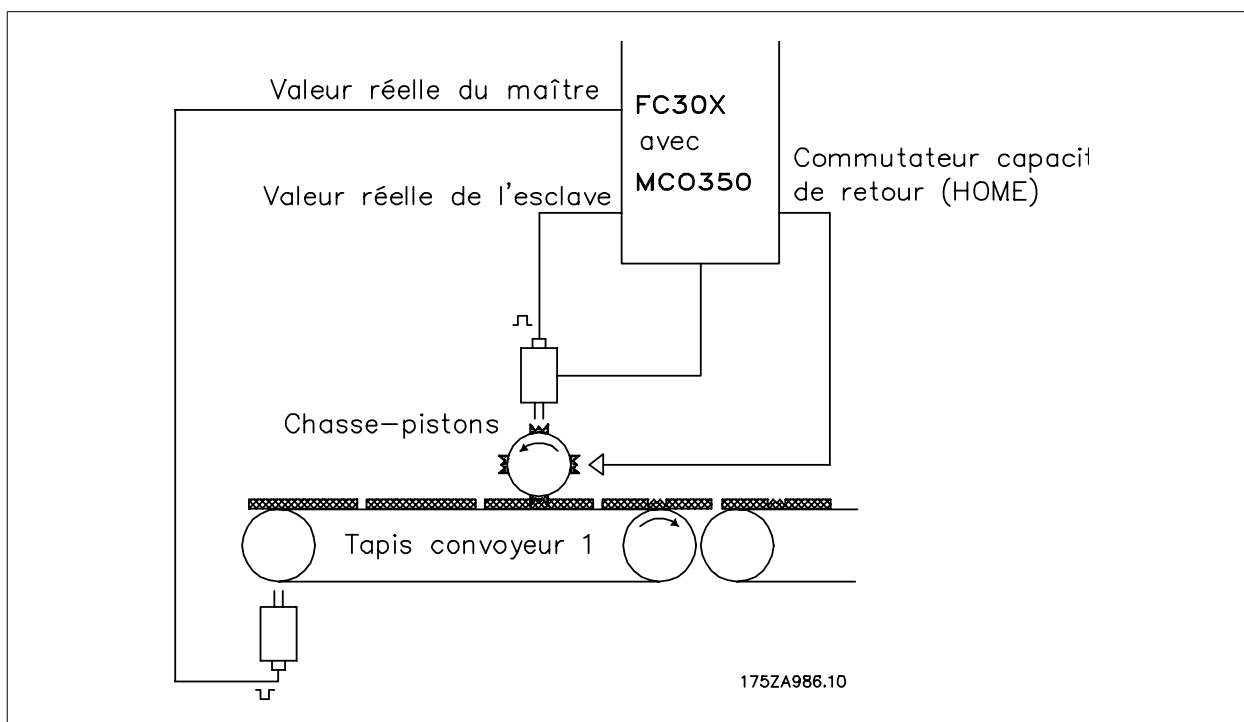 Valeur réelle du maître
FC30X
avec
MCO350
Valeur réelle de l'esclave
Commutateur capacit
de retour (HOME)
Chasse-pistons
Tapis convoyeur 1
175ZA986.10